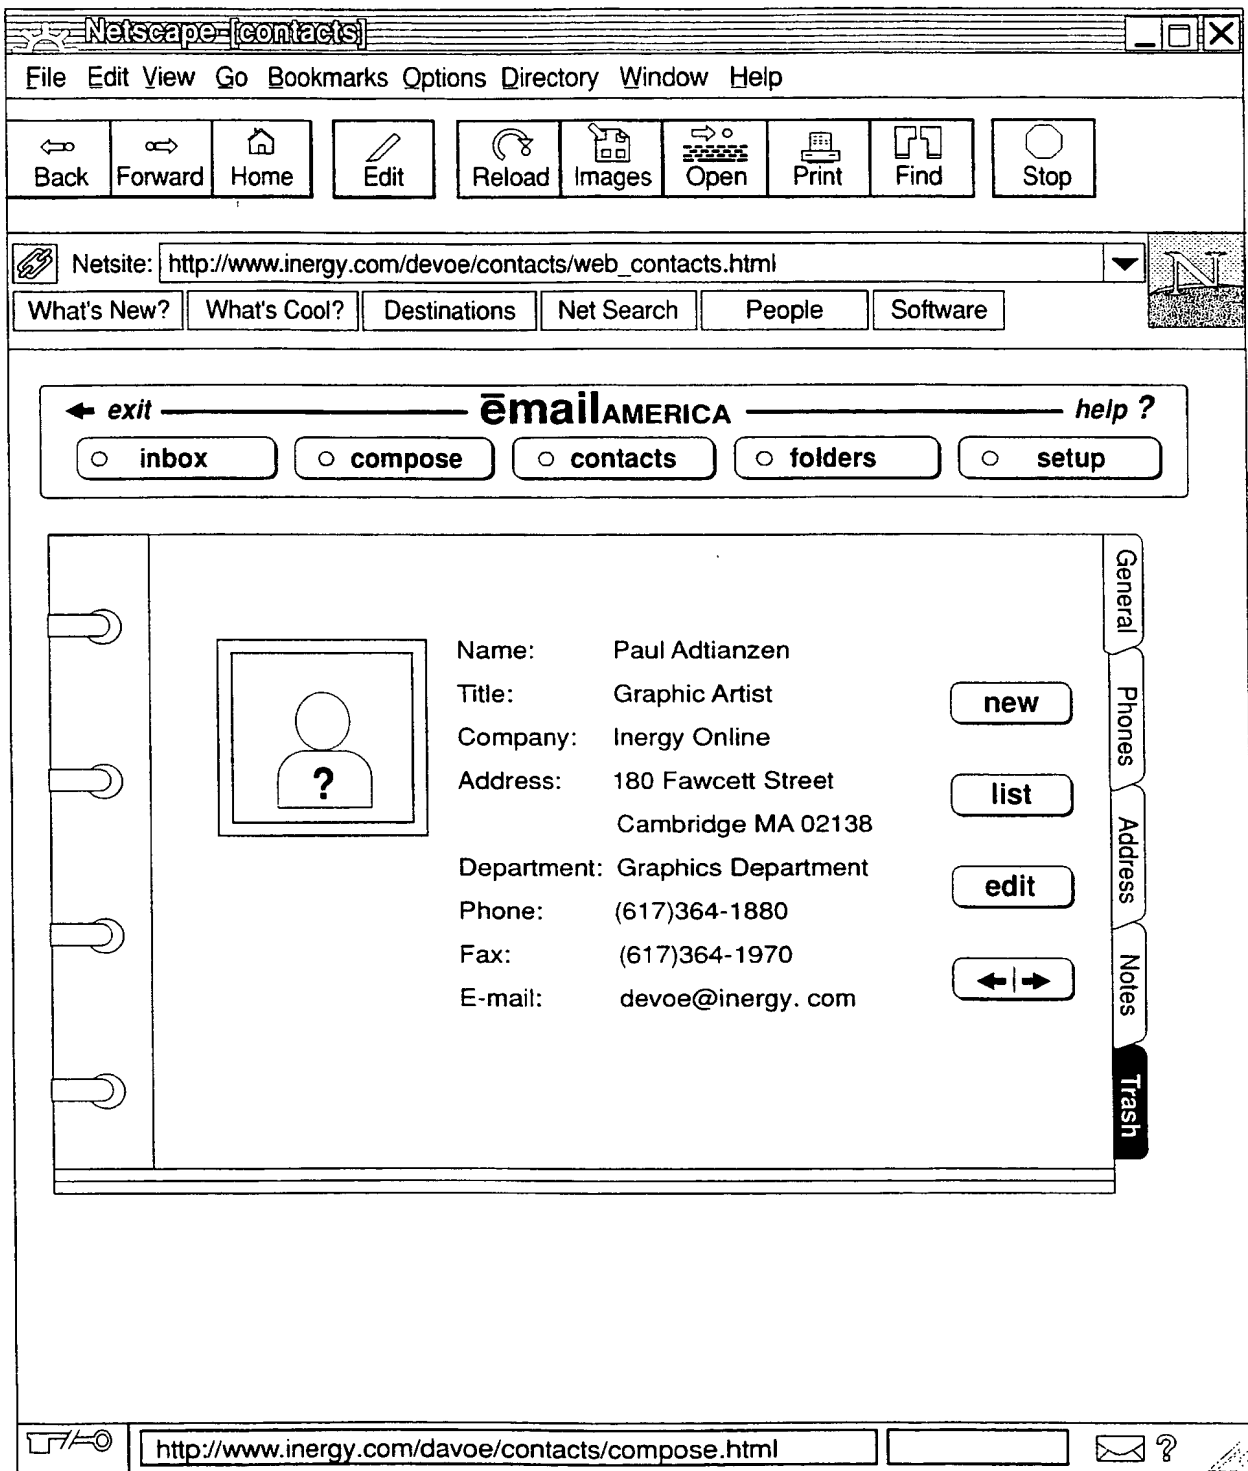 Netscape-[contacts]
File Edit View Go Bookmarks Options Directory Window Help
Back Forward Home Edit Reload Images Open Print Find Stop
Netsite: http://www.inergy.com/devoe/contacts/web_contacts.html
N
What's New? What's Cool? Destinations Net Search People Software
exit ēmailAMERICA help ?
inbox compose contacts folders setup
General
Phones
Address
Notes
Trash
?
Name: Paul Adtianzen
Title: Graphic Artist
Company: Inergy Online
Address: 180 Fawcett Street
Cambridge MA 02138
Department: Graphics Department
Phone: (617)364-1880
Fax: (617)364-1970
E-mail: devoe@inergy. com
new
list
edit
http://www.inergy.com/davoe/contacts/compose.html
?